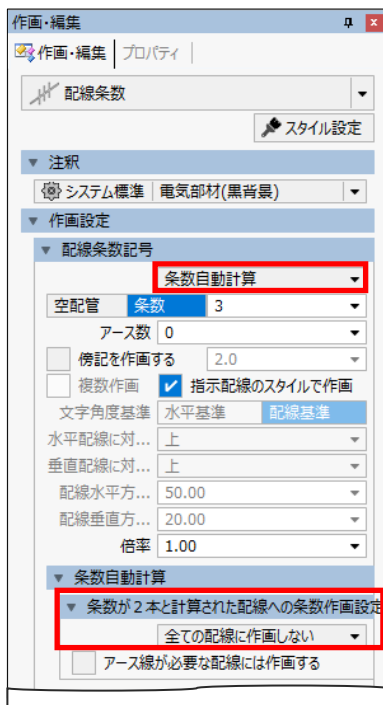 作画・編集
作画・編集 プロパティ
配線条数
スタイル設定
注釈
システム標準 電気部材(黒背景)
作画設定
配線条数記号
条数自動計算
空配管 条数 3
アース数 0
傍記を作画する 2.0
複数作画 指示配線のスタイルで作画
文字角度基準 水平基準 配線基準
水平配線に対... 上
垂直配線に対... 上
配線水平方... 50.00
配線垂直方... 20.00
倍率 1.00
条数自動計算
条数が2本と計算された配線への条数作画設定
全ての配線に作画しない
アース線が必要な配線には作画する